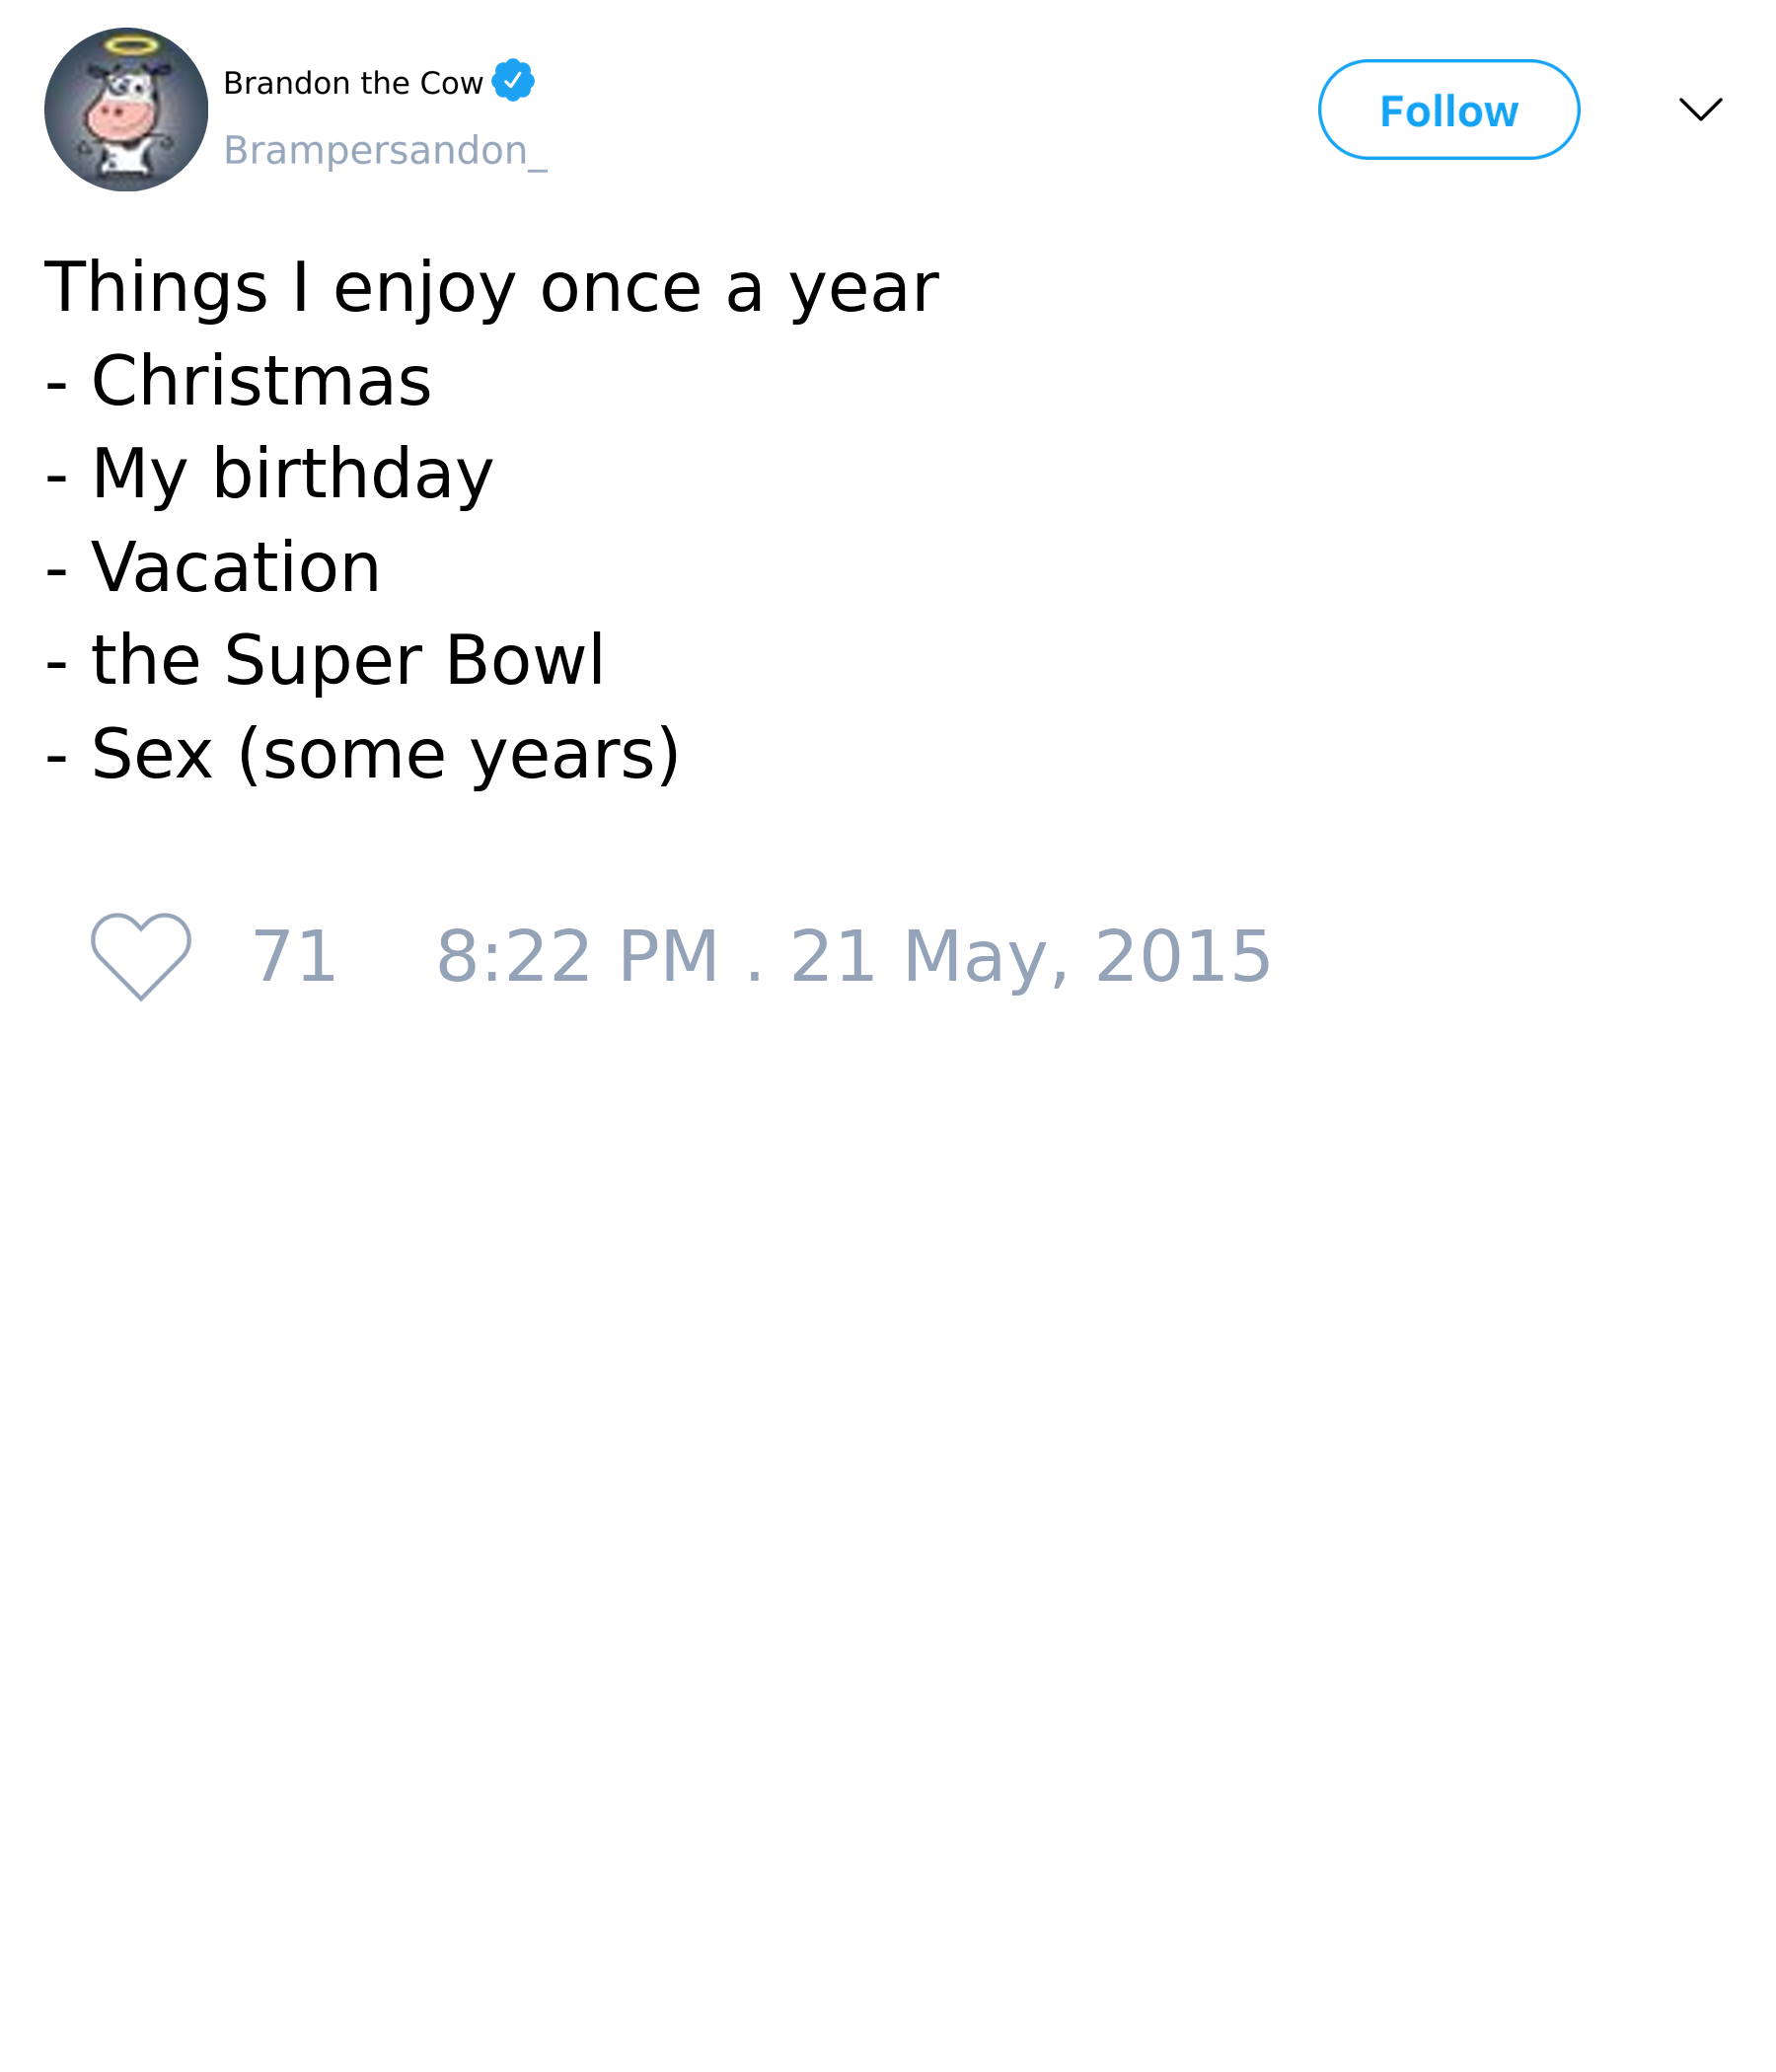 Brandon the Cow
Brampersandon_
Follow
Things I enjoy once a year
- Christmas
- My birthday
- Vacation
- the Super Bowl
- Sex (some years)
71 8:22 PM . 21 May, 2015